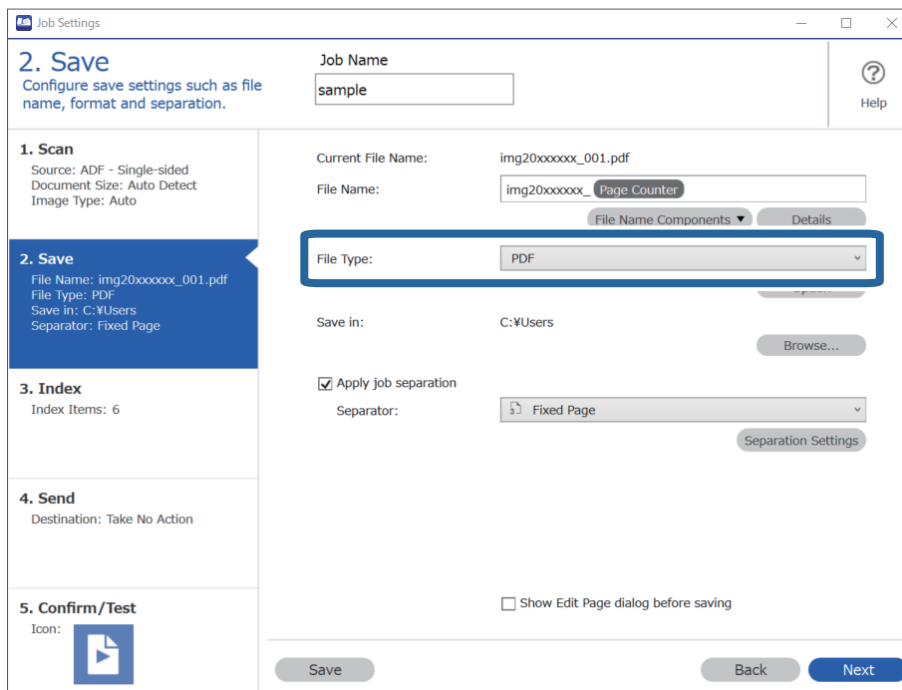 Job Settings
2. Save
Configure save settings such as file
name, format and separation.
Job Name
sample
Help
1. Scan
Source: ADF - Single-sided
Document Size: Auto Detect
Image Type: Auto
2. Save
File Name: img20xxxxxx_001.pdf
File Type: PDF
Save in: C:¥Users
Separator: Fixed Page
3. Index
Index Items: 6
4. Send
Destination: Take No Action
5. Confirm/Test
Icon:
Current File Name: img20xxxxxx_001.pdf
File Name: img20xxxxxx_ Page Counter
File Name Components ▼ Details
File Type: PDF
Save in: C:¥Users
Browse...
Apply job separation
Separator: 3 Fixed Page
Separation Settings
Show Edit Page dialog before saving
Save Back Next